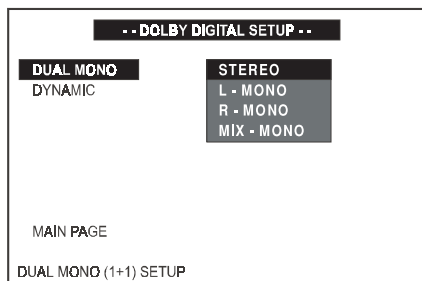 - - DOLBY DIGITAL SETUP - -
DUAL MONO
DYNAMIC
STEREO
L - MONO
R - MONO
MIX - MONO
MAIN PAGE
DUAL MONO (1+1) SETUP